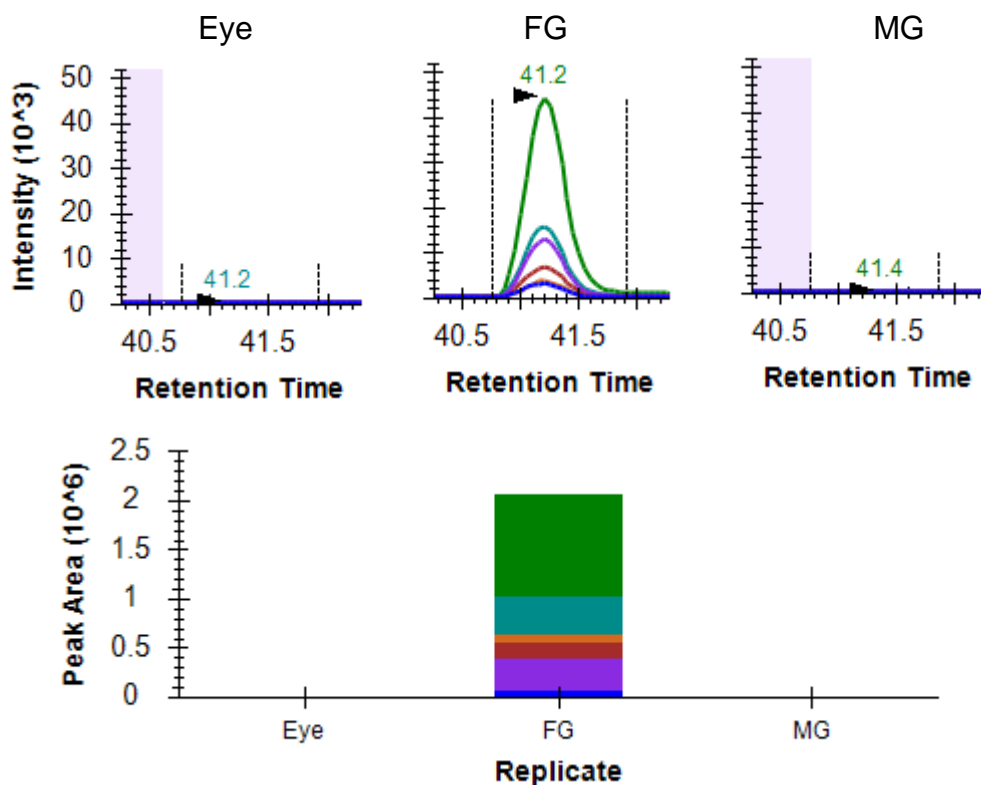 Eye FG MG
Intensity (10^3)
50
40
30
20
10
0
41.2
41.2
41.4
40.5 41.5
40.5 41.5
40.5 41.5
Retention Time
Retention Time
Retention Time
Peak Area (10^6)
2.5
2
1.5
1
0.5
0
Eye FG MG
Replicate